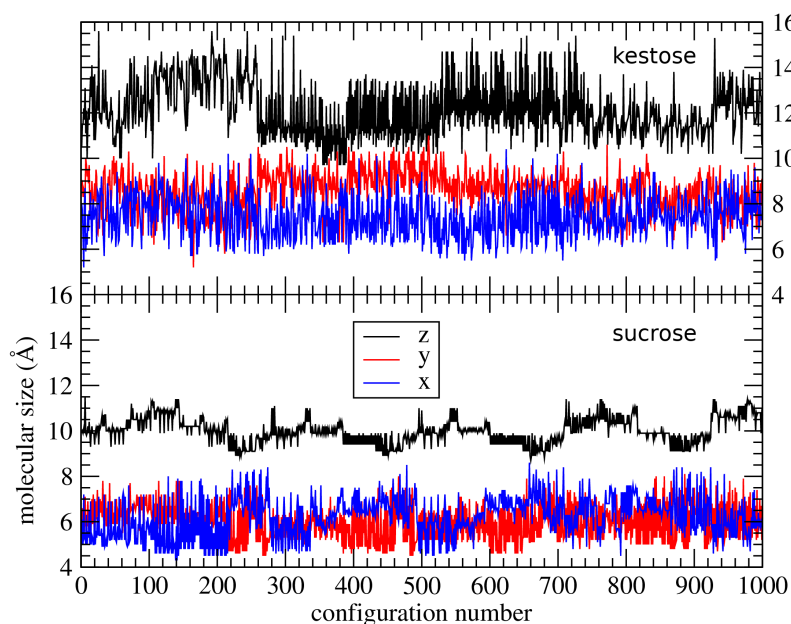 16
kestose
14
12
10
8
6
16
4
14
sucrose
z
y
x
12
10
8
6
4
molecular size (Å)
0 100 200 300 400 500 600 700 800 900 1000
configuration number